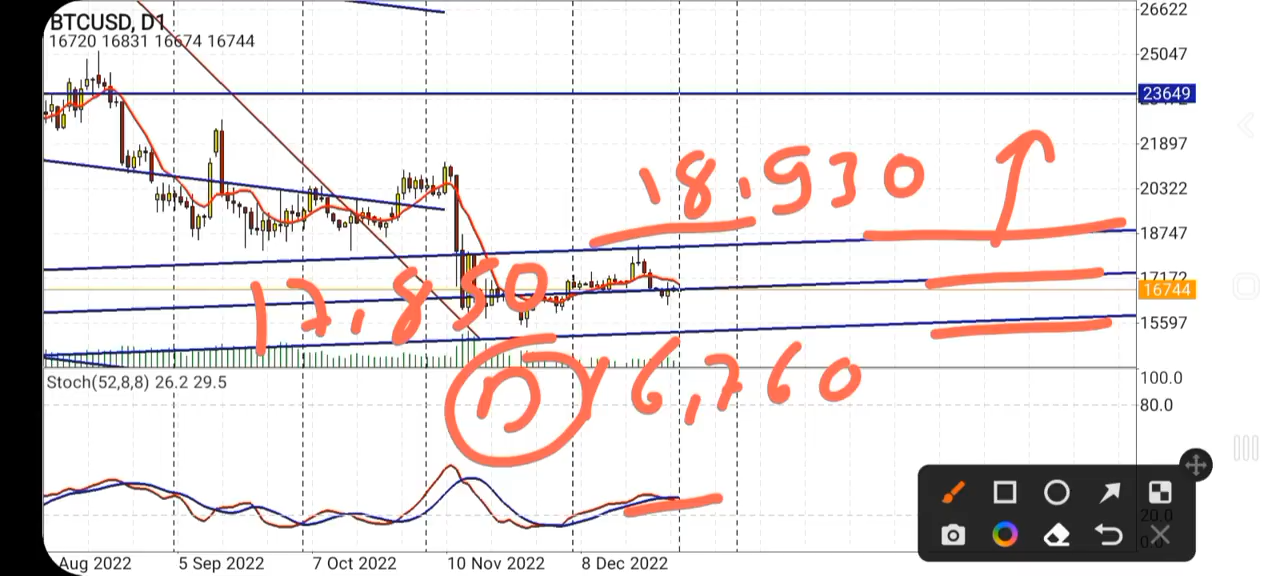 BTCUSD, D1
16720 16831 16674 16744
26622
25047
23649
21897
20322
18747
17172
16744
15597
18.930
17.850
16,760
Stoch(52,8,8) 26.2 29.5
100.0
80.0
20.0
0.0
Aug 2022
5 Sep 2022
7 Oct 2022
10 Nov 2022
8 Dec 2022